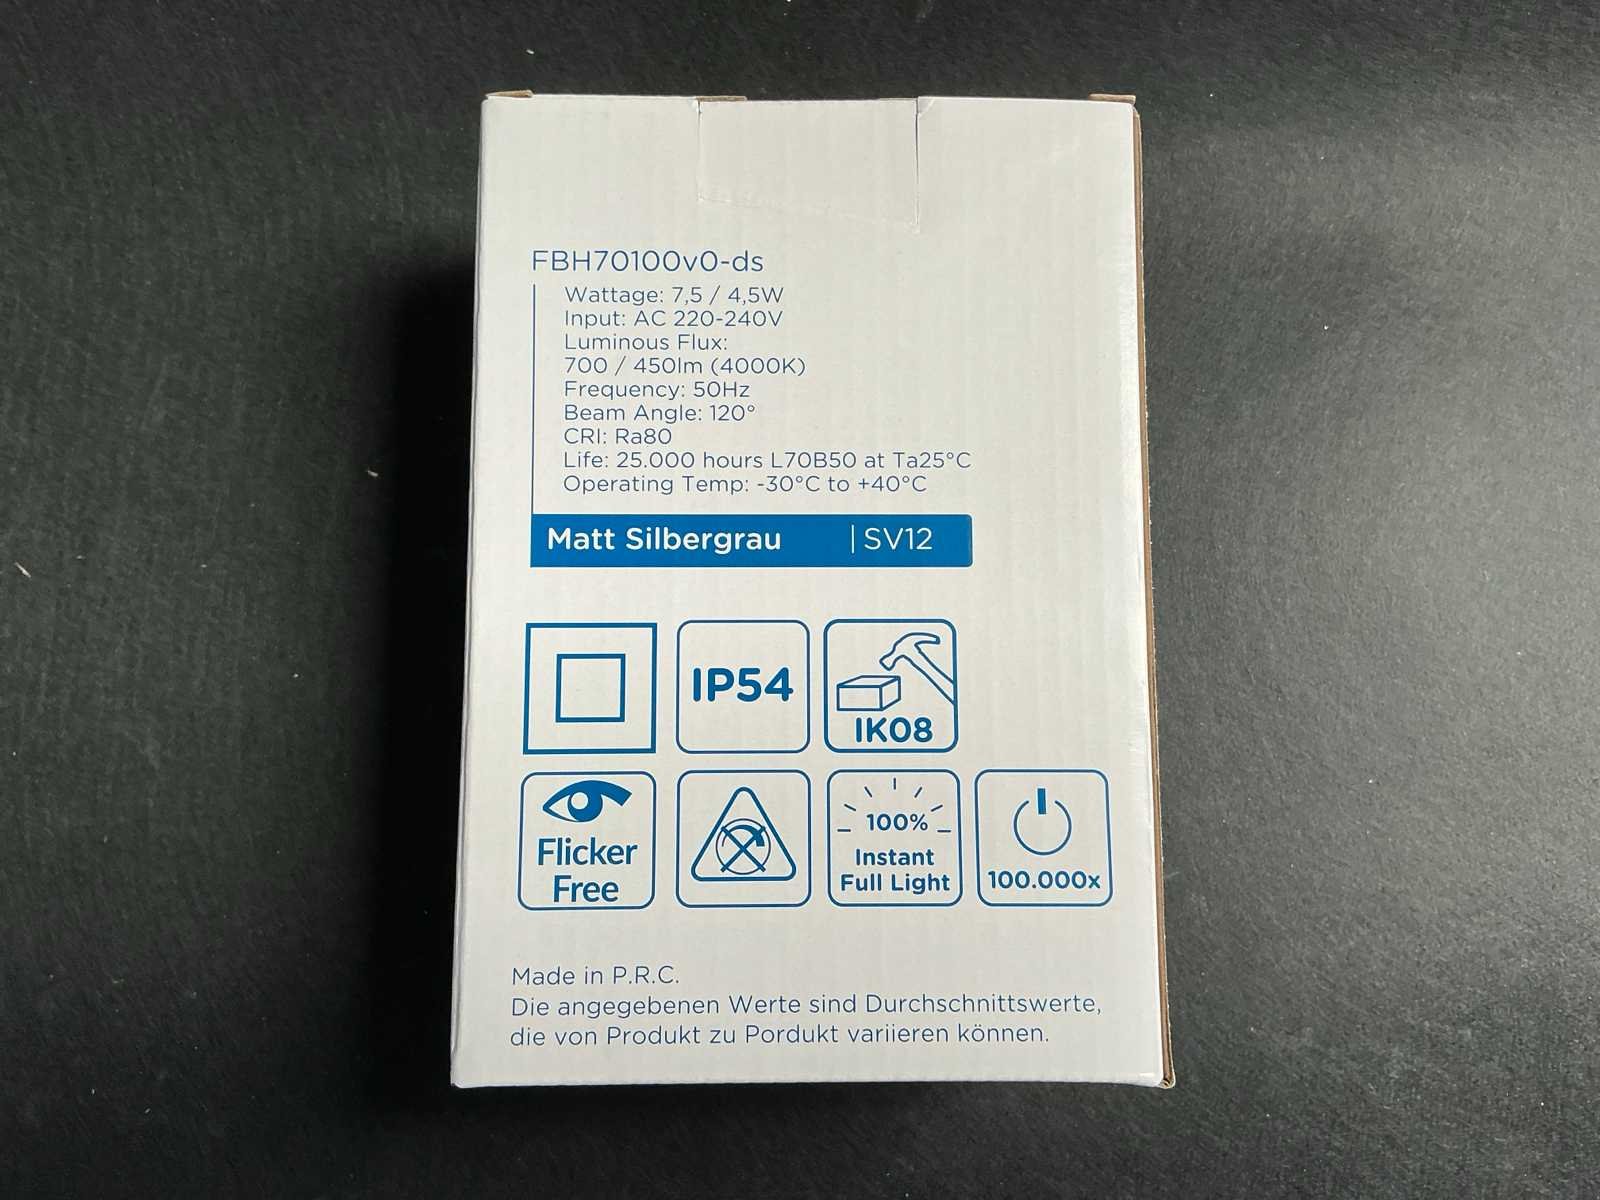 FBH70100v0-ds
Wattage: 7,5 / 4,5W
Input: AC 220-240V
Luminous Flux:
700 / 450lm (4000K)
Frequency: 50Hz
Beam Angle: 120°
CRI: Ra80
Life: 25.000 hours L70B50 at Ta25°C
Operating Temp: -30°C to +40°C
Matt Silbergrau | SV12
IP54
IK08
Flicker
Free
100%
Instant
Full Light
100.000x
Made in P.R.C.
Die angegebenen Werte sind Durchschnittswerte,
die von Produkt zu Pordukt variieren können.